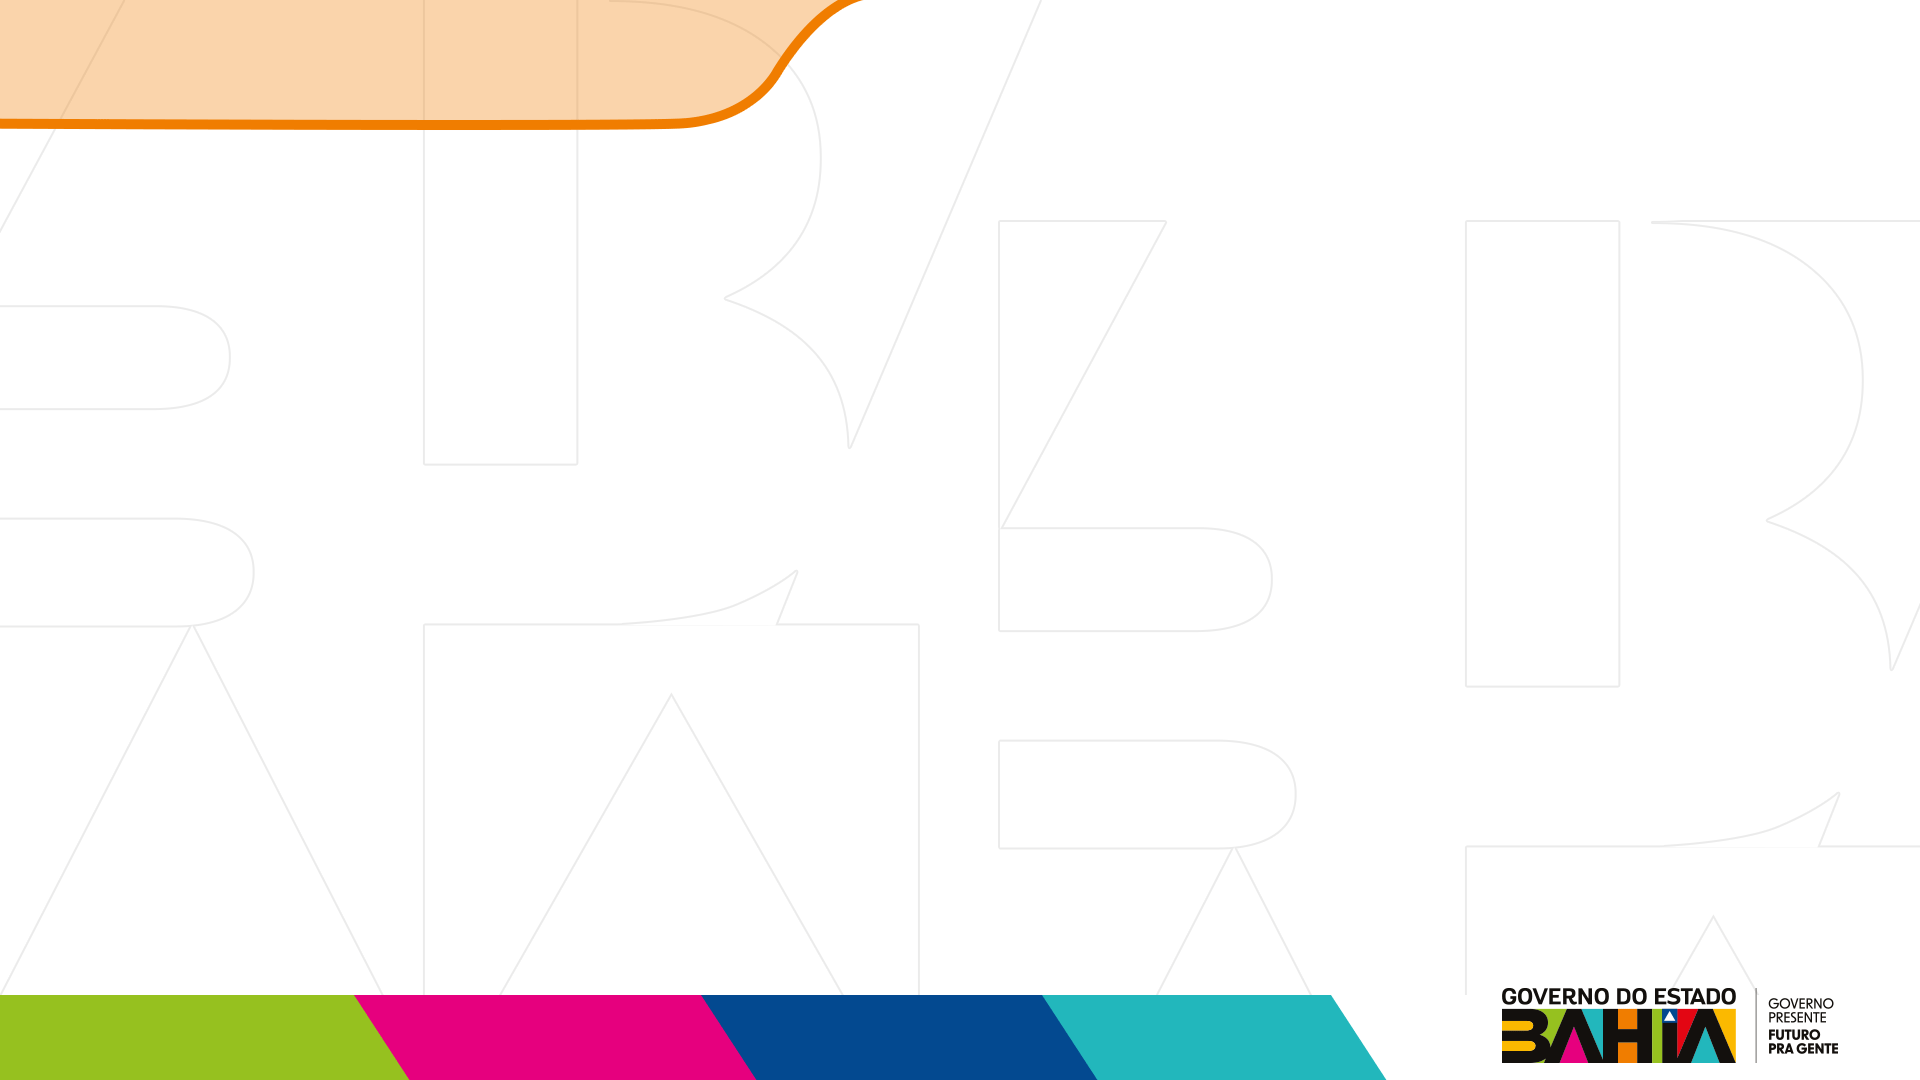 GOVERNO DO ESTADO
BAHIA
GOVERNO
PRESENTE
FUTURO
PRA GENTE